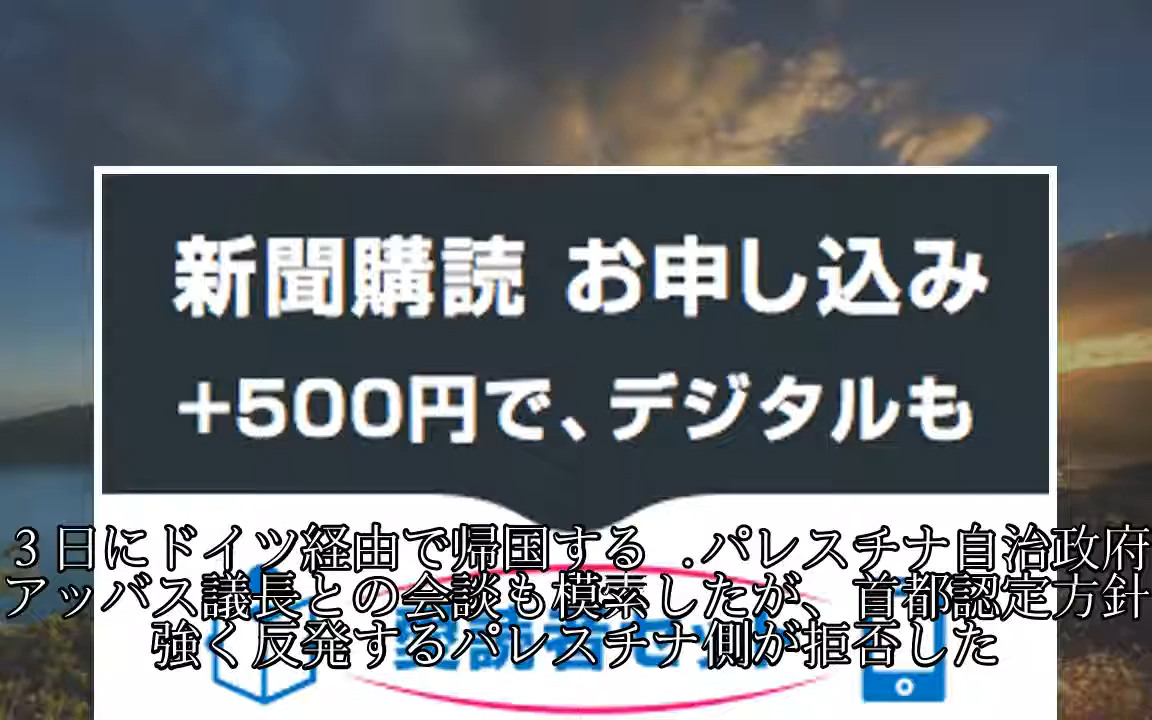 新聞購読 お申し込み
+500円で、デジタルも
３日にドイツ経由で帰国する .パレスチナ自治政府
アッバス議長との会談も模索したが、首都認定方針
強く反発するパレスチナ側が拒否した